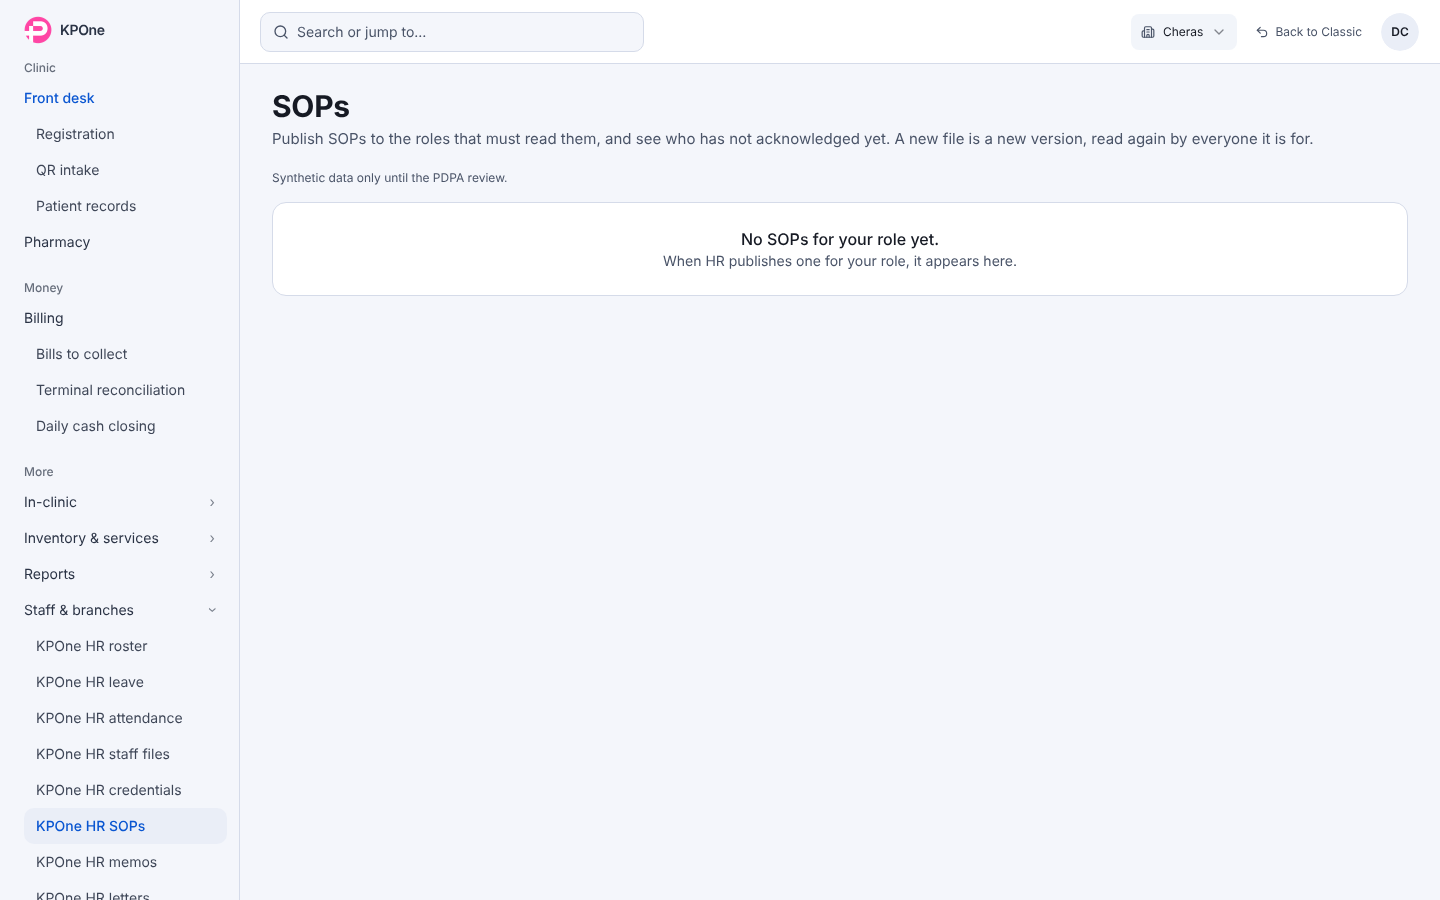 KPOne
Search or jump to...
Cheras
Back to Classic
DC
Clinic
Front desk
Registration
QR intake
Patient records
Pharmacy
Money
Billing
Bills to collect
Terminal reconciliation
Daily cash closing
More
In-clinic
Inventory & services
Reports
Staff & branches
KPOne HR roster
KPOne HR leave
KPOne HR attendance
KPOne HR staff files
KPOne HR credentials
KPOne HR SOPs
KPOne HR memos
KPOne HR letters
SOPs
Publish SOPs to the roles that must read them, and see who has not acknowledged yet. A new file is a new version, read again by everyone it is for.
Synthetic data only until the PDPA review.
No SOPs for your role yet.
When HR publishes one for your role, it appears here.